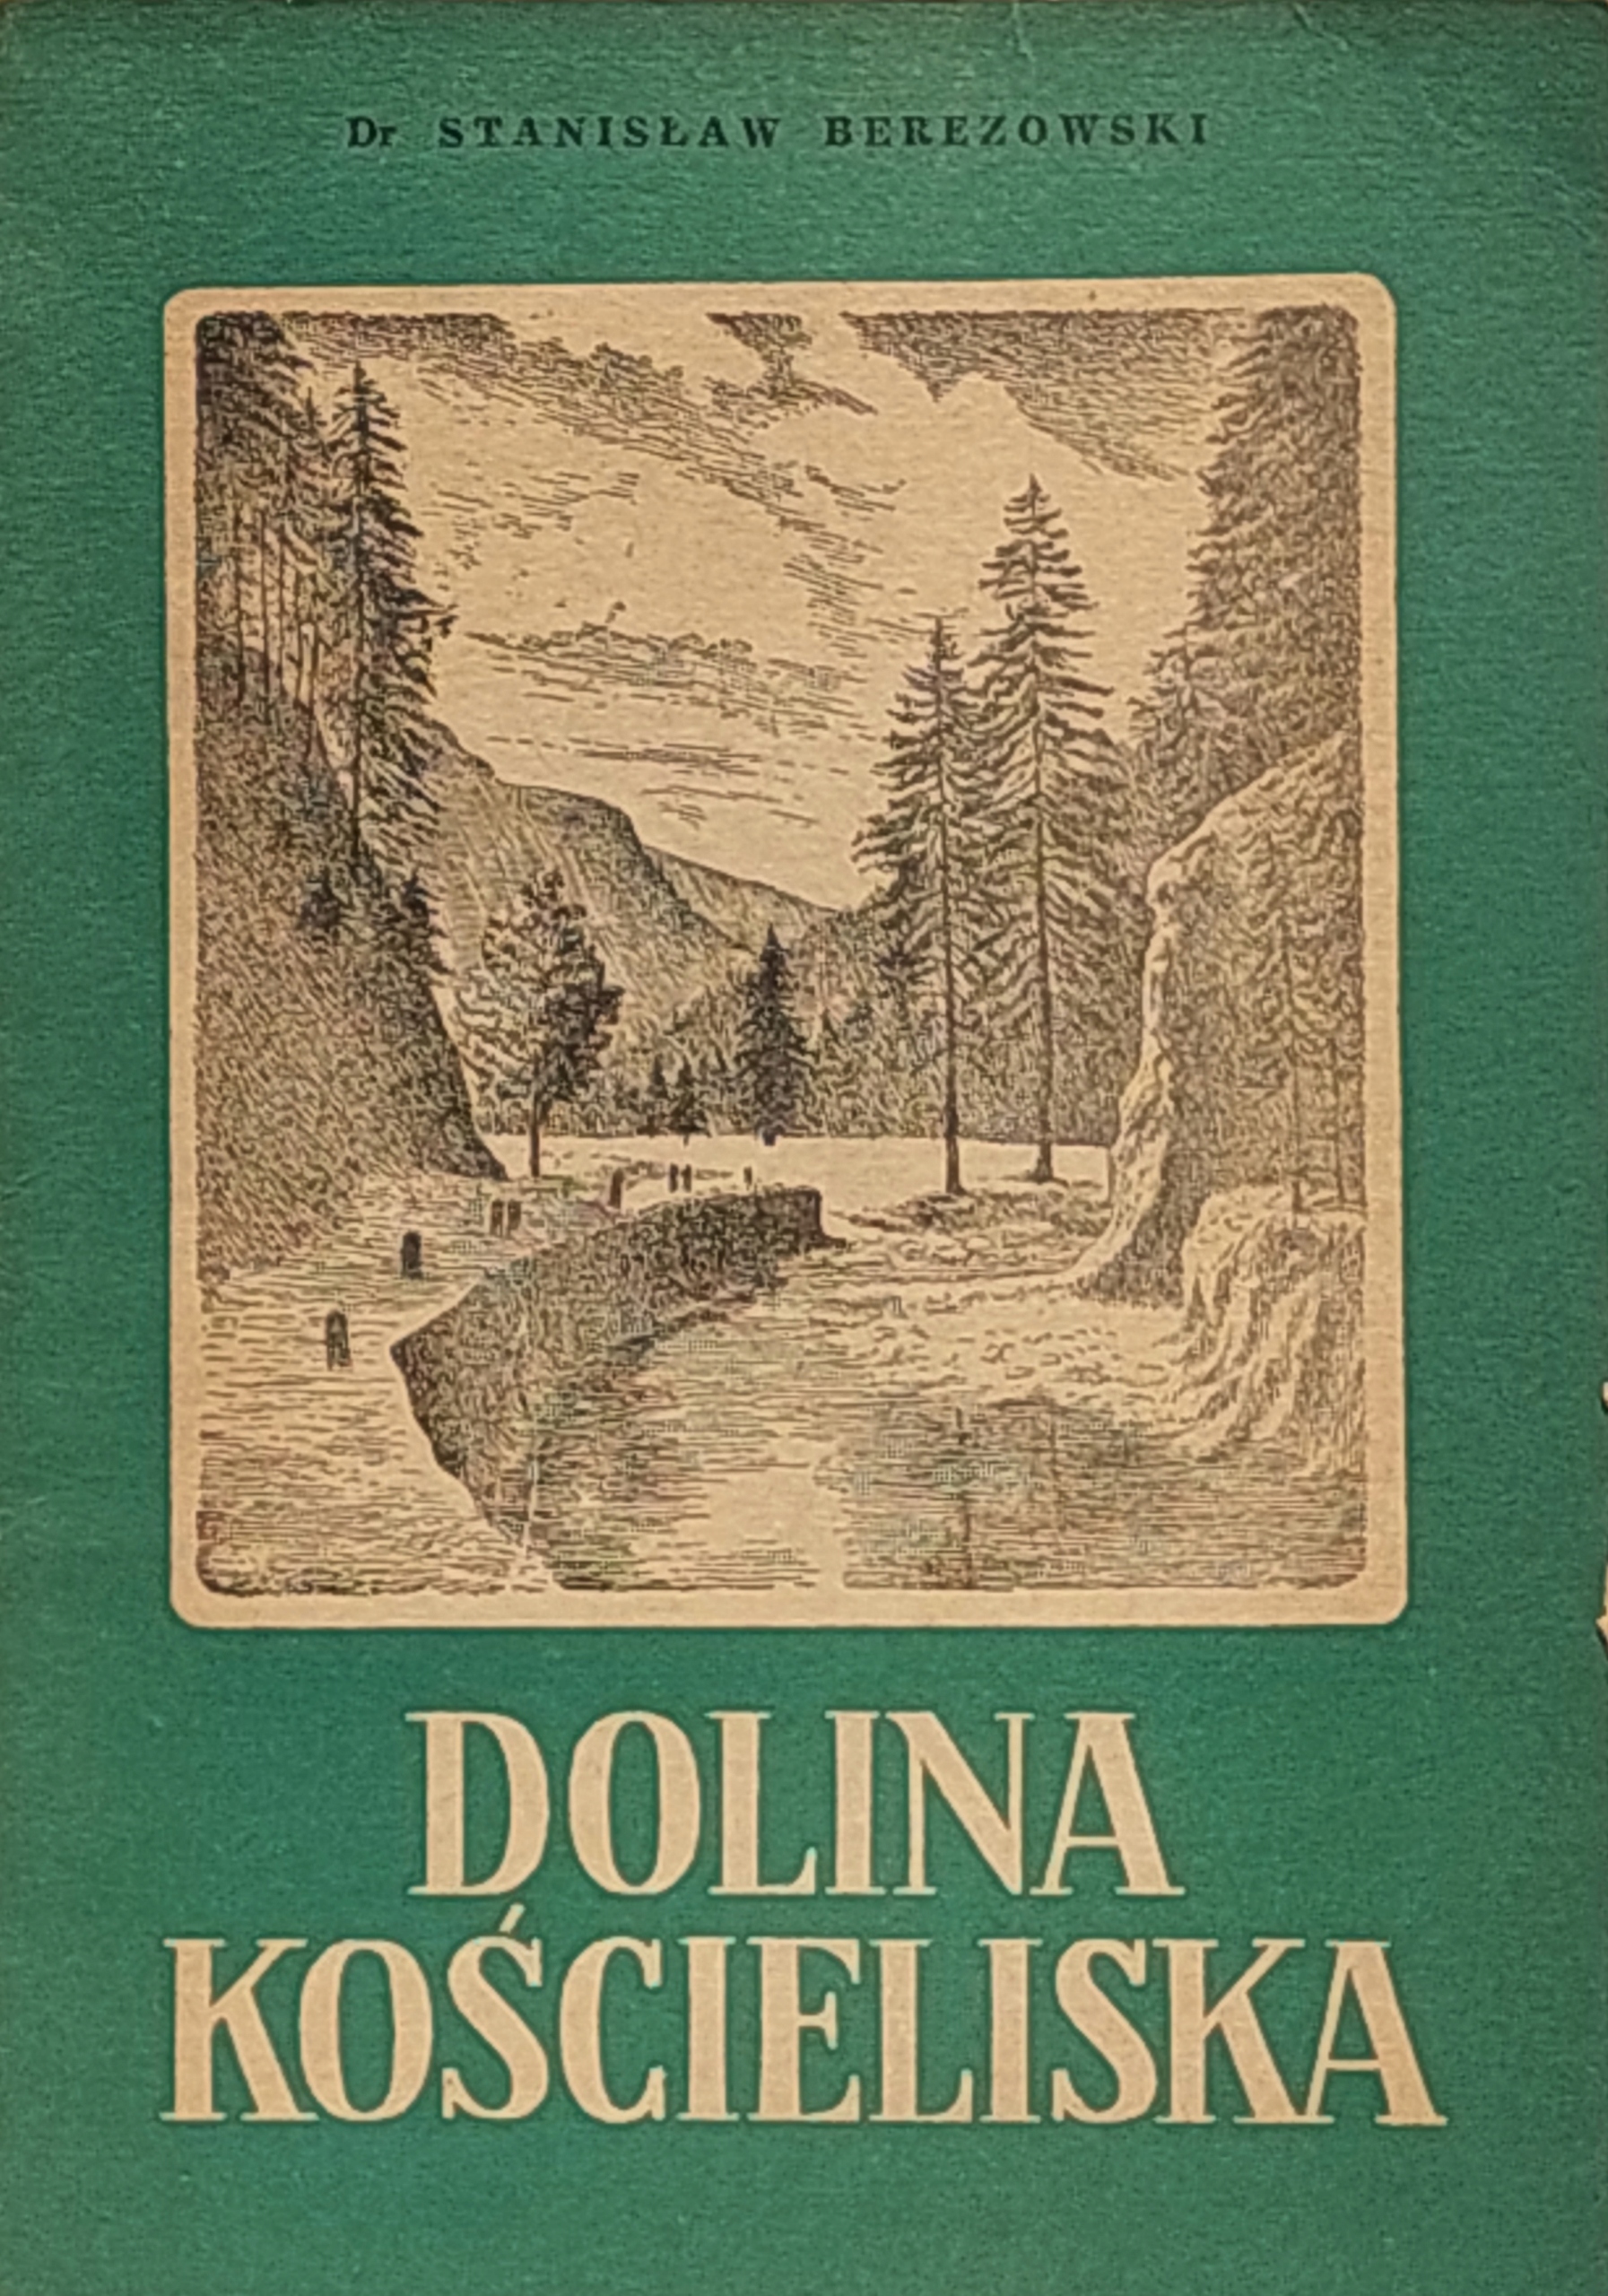 Dr STANISŁAW BEREZOWSKI
DOLINA
KOŚCIELISKA